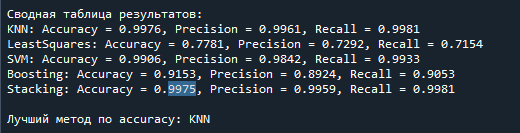 Сводная таблица результатов:
KNN: Accuracy = 0.9976, Precision = 0.9961, Recall = 0.9981
LeastSquares: Accuracy = 0.7781, Precision = 0.7292, Recall = 0.7154
SVM: Accuracy = 0.9906, Precision = 0.9842, Recall = 0.9933
Boosting: Accuracy = 0.9153, Precision = 0.8924, Recall = 0.9053
Stacking: Accuracy = 0.9975, Precision = 0.9959, Recall = 0.9981
Лучший метод по accuracy: KNN